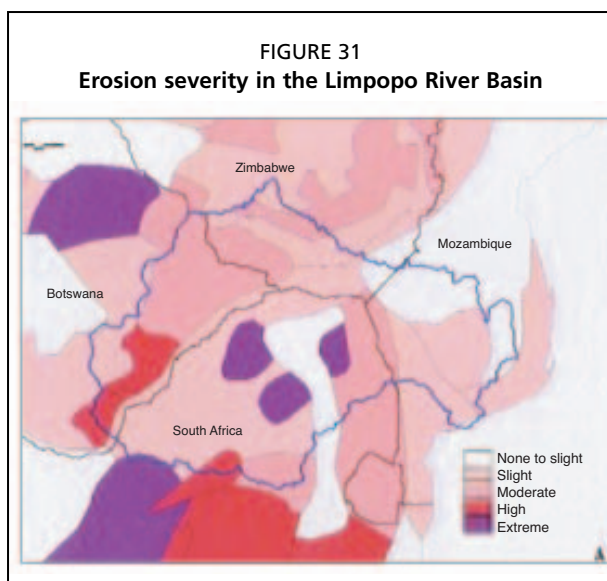 FIGURE 31
Erosion severity in the Limpopo River Basin
Zimbabwe
Mozambique
Botswana
South Africa
None to slight
Slight
Moderate
High
Extreme